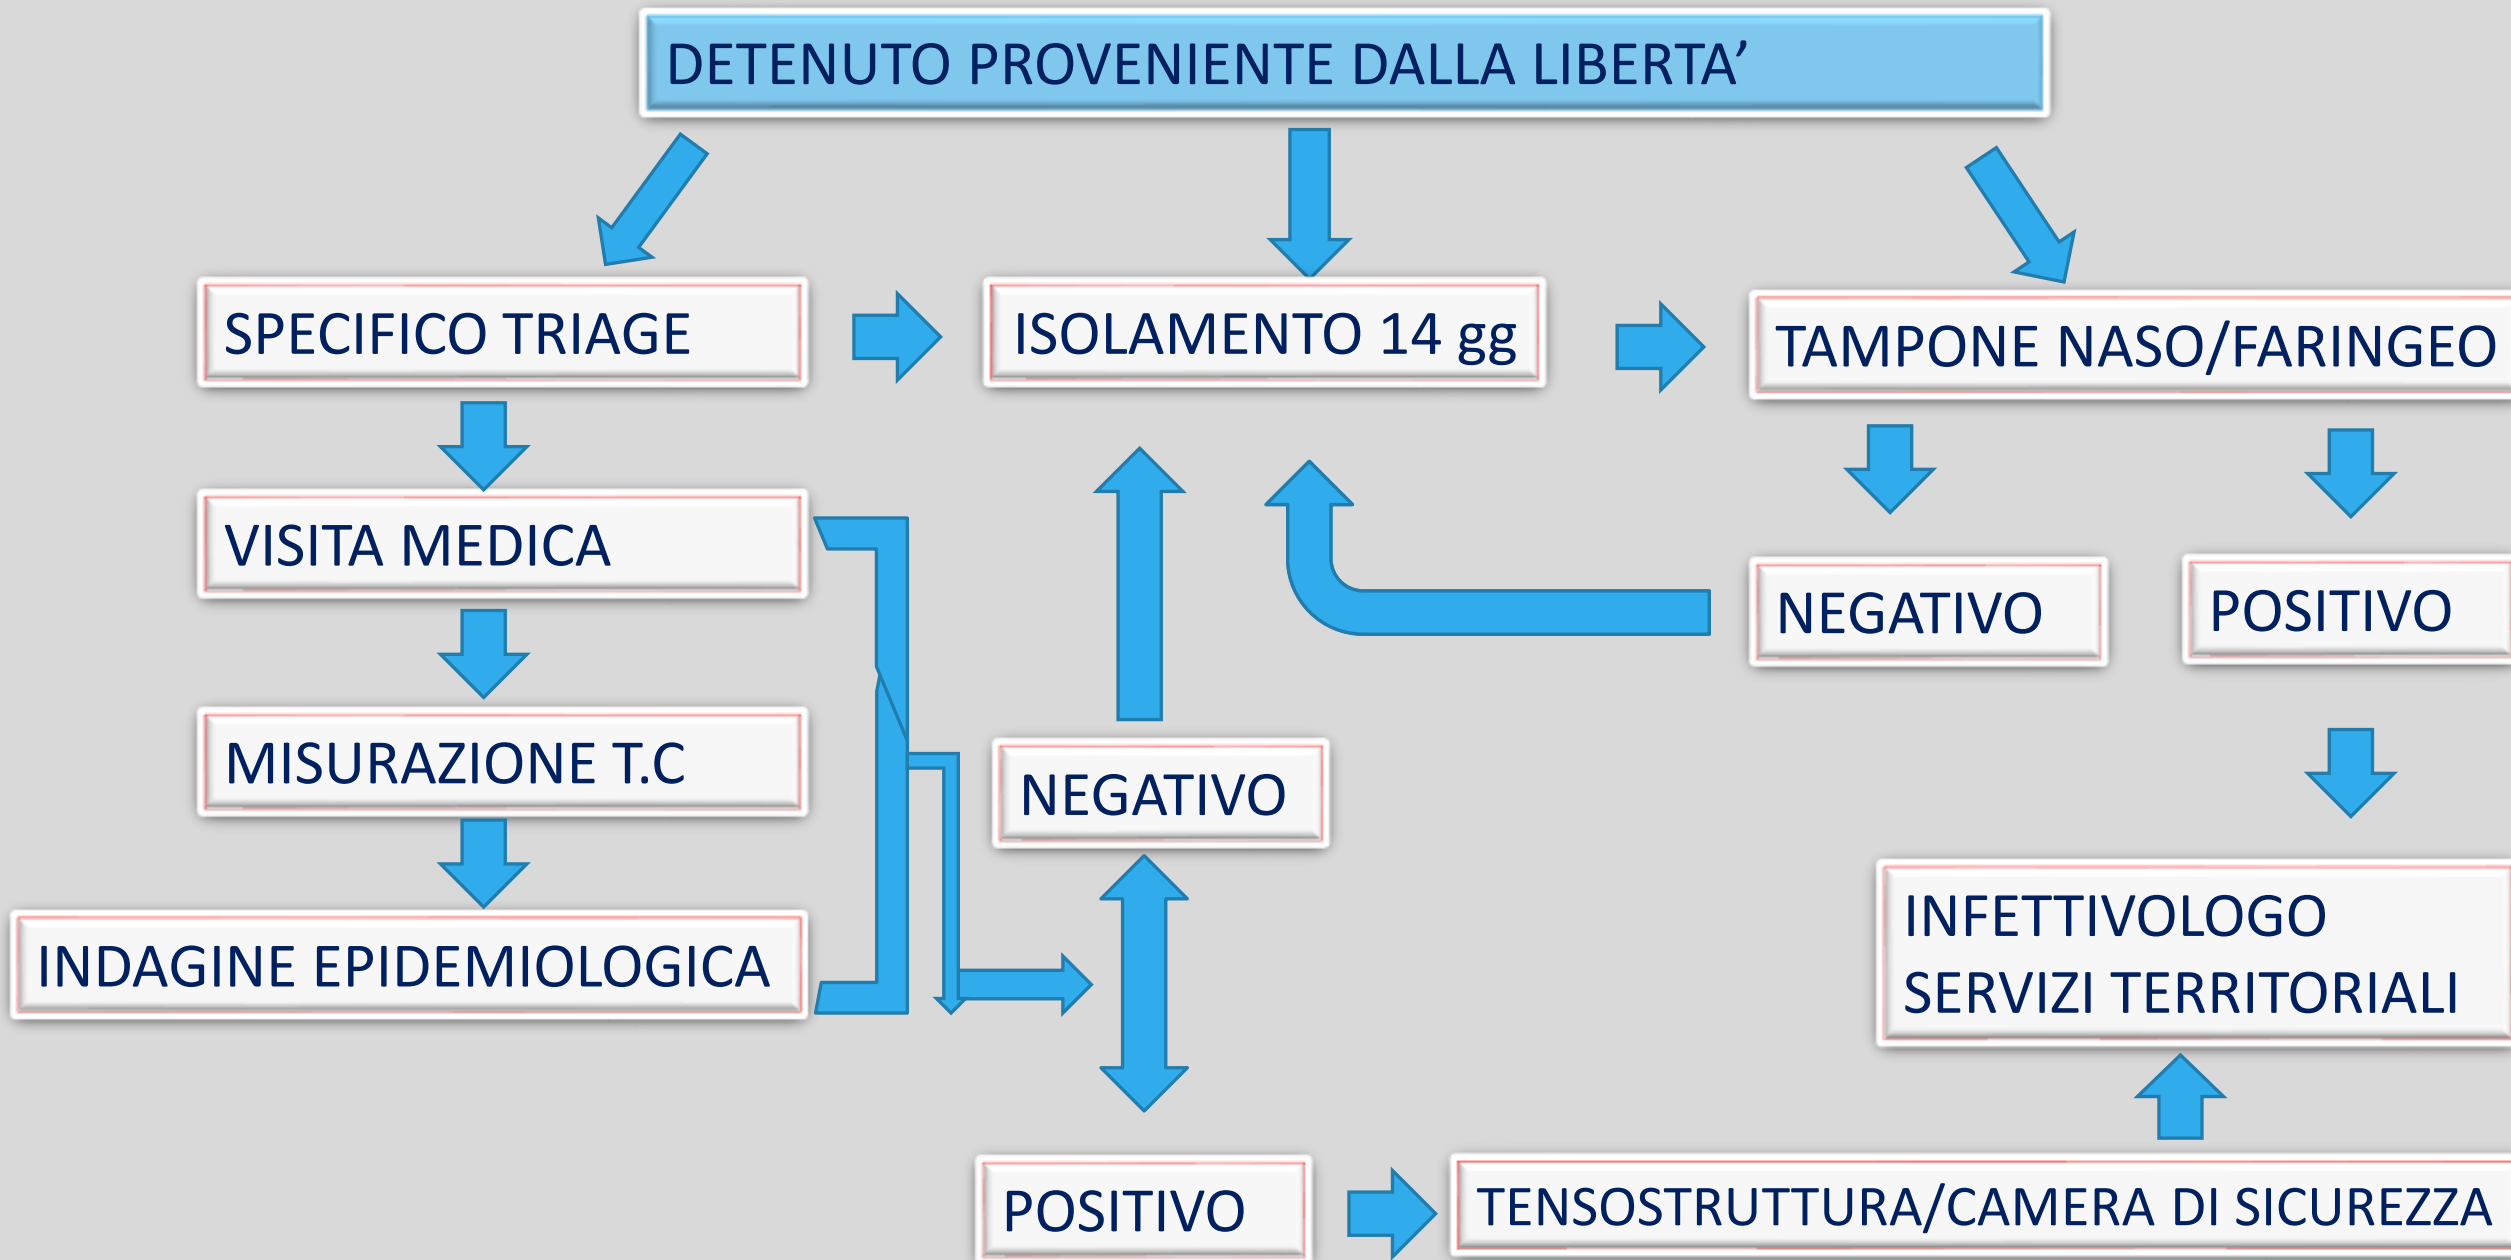 DETENUTO PROVENIENTE DALLA LIBERTA’
SPECIFICO TRIAGE
ISOLAMENTO 14 gg
TAMPONE NASO/FARINGEO
VISITA MEDICA
NEGATIVO
POSITIVO
MISURAZIONE T.C
NEGATIVO
INDAGINE EPIDEMIOLOGICA
INFETTIVOLOGO
SERVIZI TERRITORIALI
POSITIVO
TENSOSTRUTTURA/CAMERA DI SICUREZZA